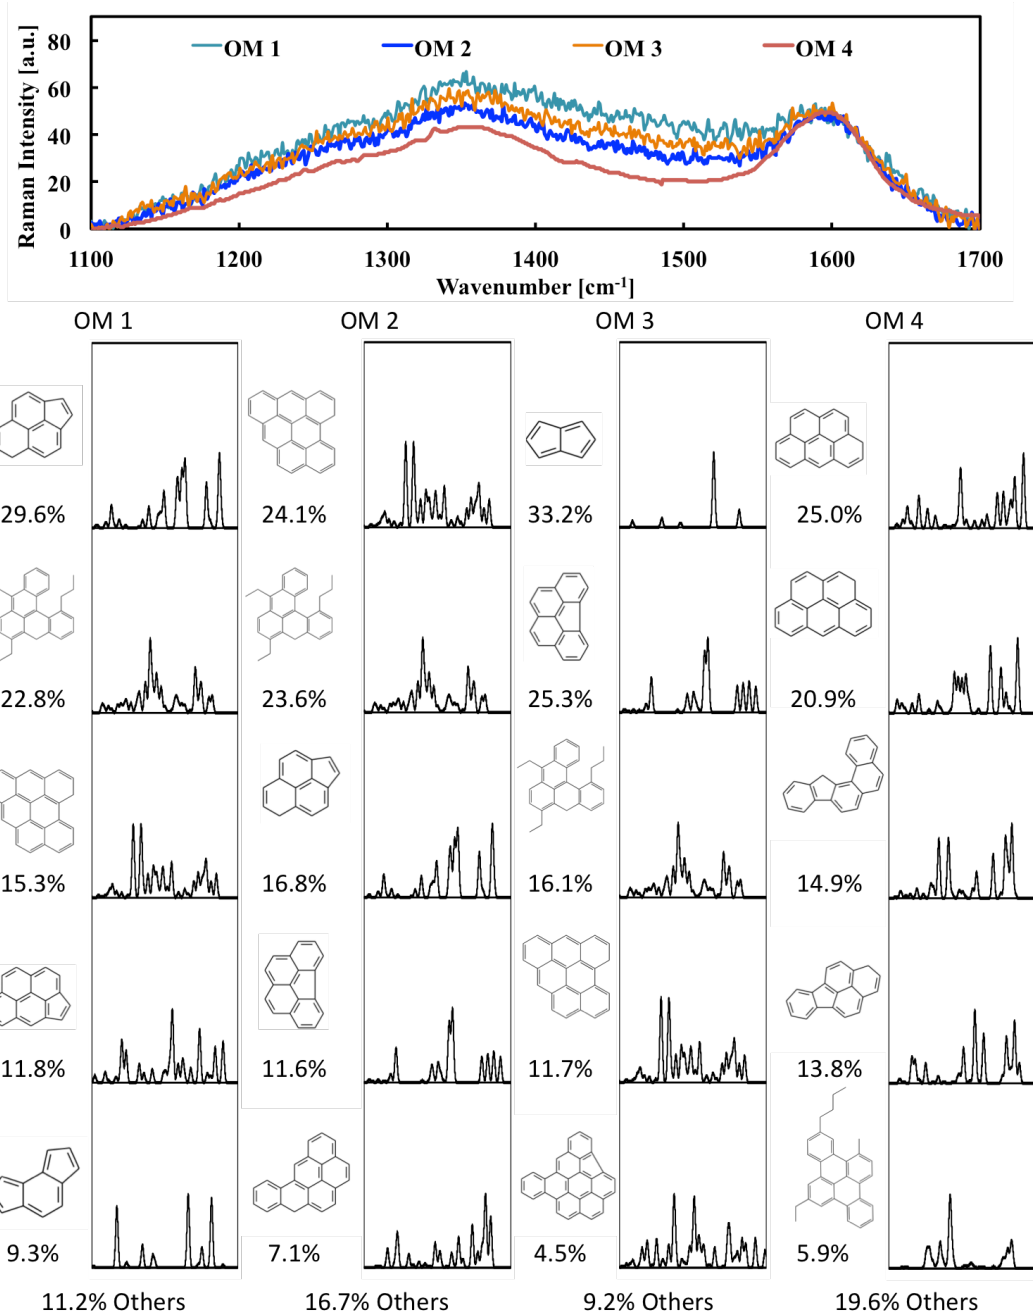 Raman Intensity [a.u.]
80
60
40
20
0
OM 1 OM 2 OM 3 OM 4
1100 1200 1300 1400 1500 1600 1700
Wavenumber [cm-1]
OM 1 OM 2 OM 3 OM 4
29.6% 24.1% 33.2% 25.0%
22.8% 23.6% 25.3% 20.9%
15.3% 16.8% 16.1% 14.9%
11.8% 11.6% 11.7% 13.8%
9.3% 7.1% 4.5% 5.9%
11.2% Others 16.7% Others 9.2% Others 19.6% Others